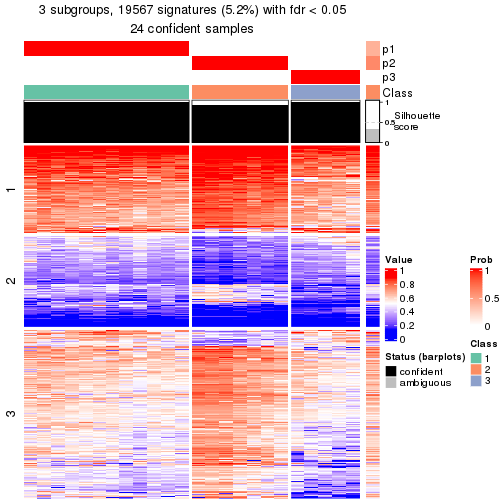 3 subgroups, 19567 signatures (5.2%) with fdr < 0.05
24 confident samples
p1
p2
p3
Class
1
0.5
0
Silhouette
score
1
2
3
Value
1
0.8
0.6
0.4
0.2
0
Prob
1
0.5
0
Status (barplots)
confident
ambiguous
Class
1
2
3